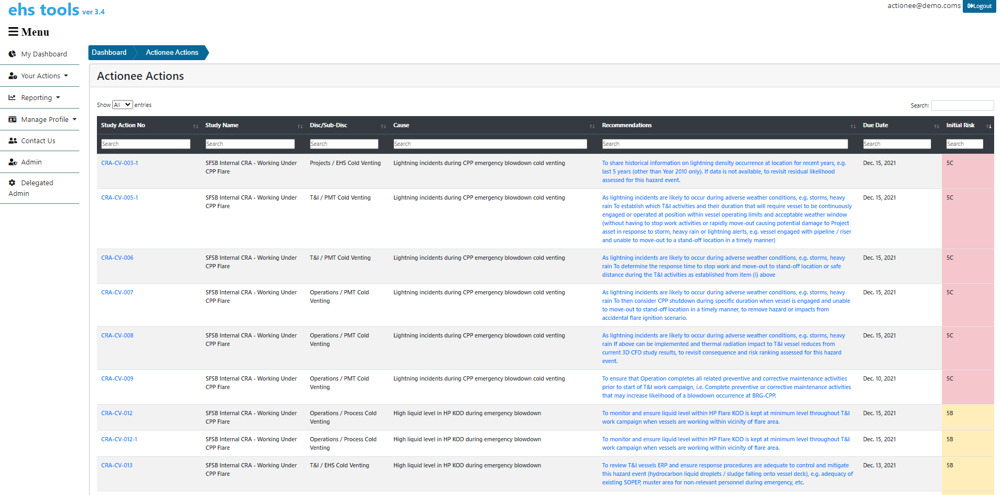 ehs tools ver 3.4
actionee@demo.coms Logout
Menu
My Dashboard
Your Actions
Reporting
Manage Profile
Contact Us
Admin
Delegated
Admin
Dashboard Actionee Actions
Actionee Actions
Show All entries
Search:
Study Action No Study Name Disc/Sub-Disc Cause Recommendations Due Date Initial Risk
Search Search Search Search Search Search Search
CRA-CV-003-1 SFSB Internal CRA - Working Under Projects / EHS Cold Venting Lightning incidents during CPP emergency blowdown cold venting To share historical information on lightning density occurrence at location for recent years, e.g. Dec. 15, 2021 5C
CPP Flare last 5 years (other than Year 2010 only). If data is not available, to revisit residual likelihood
assessed for this hazard event.
CRA-CV-005-1 SFSB Internal CRA - Working Under T&I / PMT Cold Venting Lightning incidents during CPP emergency blowdown cold venting As lightning incidents are likely to occur during adverse weather conditions, e.g. storms, heavy Dec. 15, 2021 5C
CPP Flare rain To establish which T&I activities and their duration that will require vessel to be continuously
engaged or operated at position within vessel operating limits and acceptable weather window
(without having to stop work activities or rapidly move-out causing potential damage to Project
asset in response to storm, heavy rain or lightning alerts, e.g. vessel engaged with pipeline / riser
and unable to move-out to a stand-off location in a timely manner)
CRA-CV-006 SFSB Internal CRA - Working Under T&I / PMT Cold Venting Lightning incidents during CPP emergency blowdown cold venting As lightning incidents are likely to occur during adverse weather conditions, e.g. storms, heavy Dec. 15, 2021 5C
CPP Flare rain To determine the response time to stop work and move-out to stand-off location or safe
distance during the T&I activities as established from item (i) above
CRA-CV-007 SFSB Internal CRA - Working Under Operations / PMT Cold Lightning incidents during CPP emergency blowdown cold venting As lightning incidents are likely to occur during adverse weather conditions, e.g. storms, heavy Dec. 15, 2021 5C
CPP Flare Venting rain To then consider CPP shutdown during specific duration when vessel is engaged and unable
to move-out to stand-off location in a timely manner, to remove hazard or impacts from
accidental flare ignition scenario.
CRA-CV-008 SFSB Internal CRA - Working Under Operations / PMT Cold Lightning incidents during CPP emergency blowdown cold venting As lightning incidents are likely to occur during adverse weather conditions, e.g. storms, heavy Dec. 15, 2021 5C
CPP Flare Venting rain If above can be implemented and thermal radiation impact to T&I vessel reduces from
current 3D CFD study results, to revisit consequence and risk ranking assessed for this hazard
event.
CRA-CV-009 SFSB Internal CRA - Working Under Operations / PMT Cold Lightning incidents during CPP emergency blowdown cold venting To ensure that Operation completes all related preventive and corrective maintenance activities Dec. 10, 2021 5C
CPP Flare Venting prior to start of T&I work campaign, i.e. Complete preventive or corrective maintenance activities
that may increase likelihood of a blowdown occurrence at BRG-CPP.
CRA-CV-012 SFSB Internal CRA - Working Under Operations / Process Cold High liquid level in HP KOD during emergency blowdown To monitor and ensure liquid level within HP Flare KOD is kept at minimum level throughout T&I Dec. 15, 2021 5B
CPP Flare Venting work campaign when vessels are working within vicinity of flare area.
CRA-CV-012-1 SFSB Internal CRA - Working Under Operations / Process Cold High liquid level in HP KOD during emergency blowdown To monitor and ensure liquid level within HP Flare KOD is kept at minimum level throughout T&I Dec. 15, 2021 5B
CPP Flare Venting work campaign when vessels are working within vicinity of flare area.
CRA-CV-013 SFSB Internal CRA - Working Under T&I / EHS Cold Venting High liquid level in HP KOD during emergency blowdown To review T&I vessels ERP and ensure response procedures are adequate to control and mitigate Dec. 13, 2021 5B
CPP Flare this hazard event (hydrocarbon liquid droplets / sludge falling onto vessel deck), e.g. adequacy of
existing SOPEP, muster area for non-relevant personnel during emergency, etc.